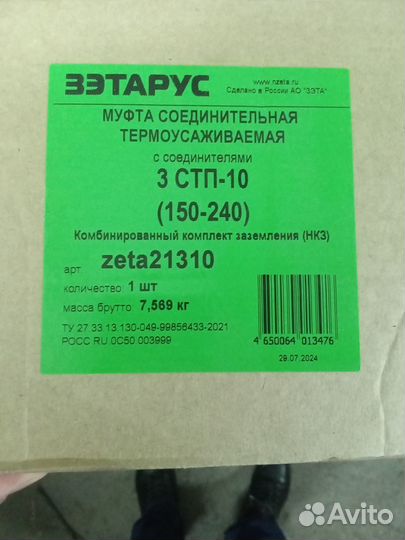 ЗЭТАРУС
www.nzeta.ru
Сделано в России АО "ЗЭТА"
МУФТА СОЕДИНИТЕЛЬНАЯ
ТЕРМОУСАЖИВАЕМАЯ
с соединителями
3 СТП-10
(150-240)
Комбинированный комплект заземления (НКЗ)
арт. zeta21310
количество: 1 шт
масса брутто: 7,569 кг
ТУ 27.33.13.130-049-99856433-2021
РОСС RU.0С50.003999
4 650064 013476
29.07.2024
Avito